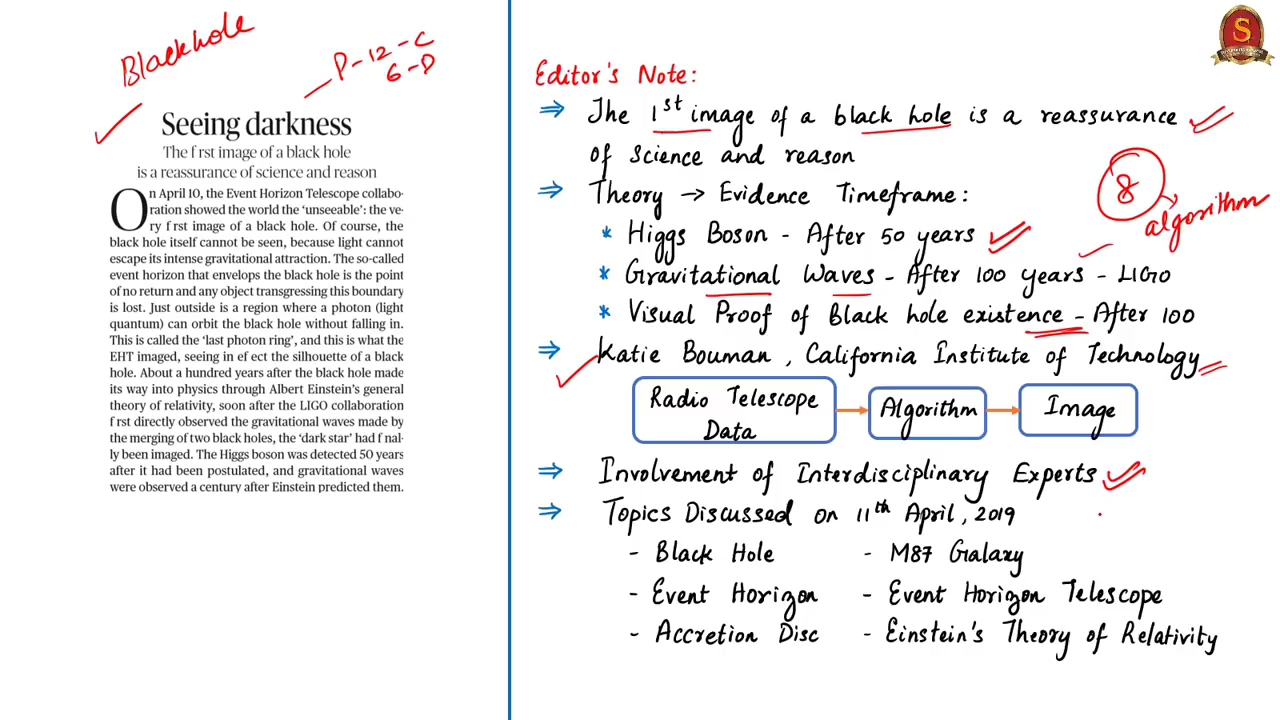 Blackhole
P-12-C
6-D
Seeing darkness
The f rst image of a black hole
is a reassurance of science and reason
On April 10, the Event Horizon Telescope collabo-
ration showed the world the ‘unseeable’: the ve-
ry f rst image of a black hole. Of course, the
black hole itself cannot be seen, because light cannot
escape its intense gravitational attraction. The so-called
event horizon that envelops the black hole is the point
of no return and any object transgressing this boundary
is lost. Just outside is a region where a photon (light
quantum) can orbit the black hole without falling in.
This is called the ‘last photon ring’, and this is what the
EHT imaged, seeing in ef ect the silhouette of a black
hole. About a hundred years after the black hole made
its way into physics through Albert Einstein’s general
theory of relativity, soon after the LIGO collaboration
f rst directly observed the gravitational waves made by
the merging of two black holes, the ‘dark star’ had f nal-
ly been imaged. The Higgs boson was detected 50 years
after it had been postulated, and gravitational waves
were observed a century after Einstein predicted them.
Editor's Note:
⇒ The 1st image of a black hole is a reassurance
of science and reason
⇒ Theory → Evidence Timeframe:
* Higgs Boson - After 50 years
* Gravitational Waves - After 100 years - LIGO
* Visual Proof of Black hole existence - After 100
8
algorithm
⇒ Katie Bouman, California Institute of Technology
Radio Telescope
Data
Algorithm
Image
⇒ Involvement of Interdisciplinary Experts
⇒ Topics Discussed on 11th April, 2019
- Black Hole - M87 Galaxy
- Event Horizon - Event Horizon Telescope
- Accretion Disc - Einstein's Theory of Relativity
S